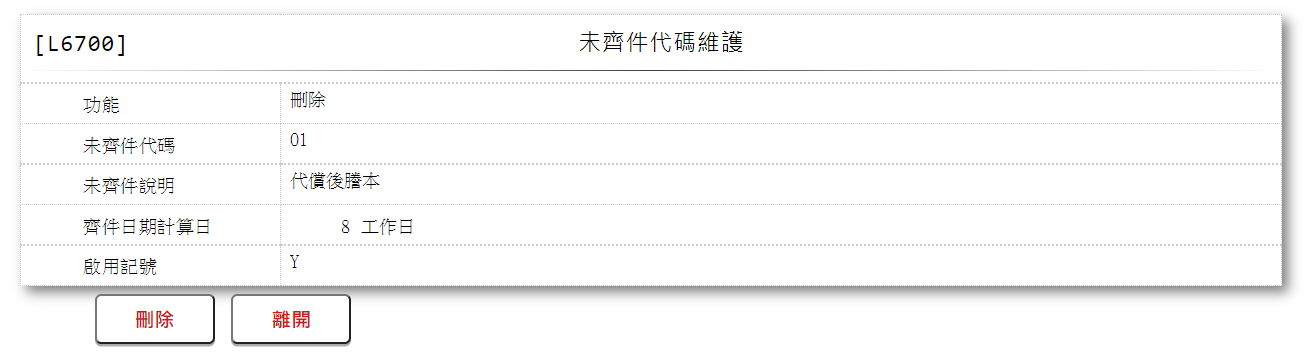 [L6700] 未齊件代碼維護
功能 刪除
未齊件代碼 01
未齊件說明 代償後謄本
齊件日期計算日 8 工作日
啟用記號 Y
刪除 離開